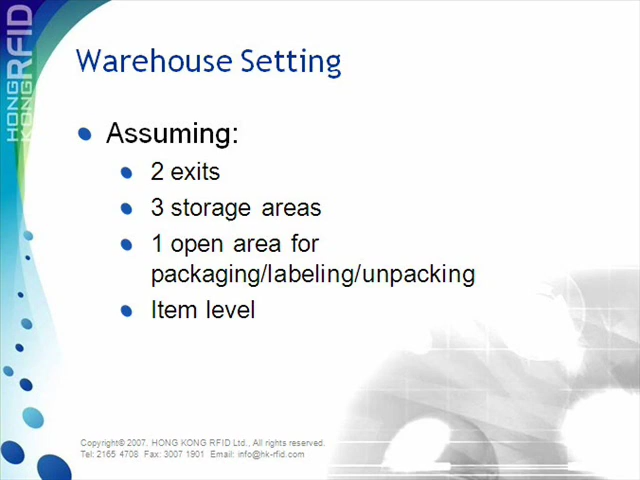 HONG KONG RFID
Warehouse Setting
Assuming:
2 exits
3 storage areas
1 open area for
packaging/labeling/unpacking
Item level
Copyright© 2007. HONG KONG RFID Ltd., All rights reserved.
Tel: 2165 4708 Fax: 3007 1901 Email: info@hk-rfid.com